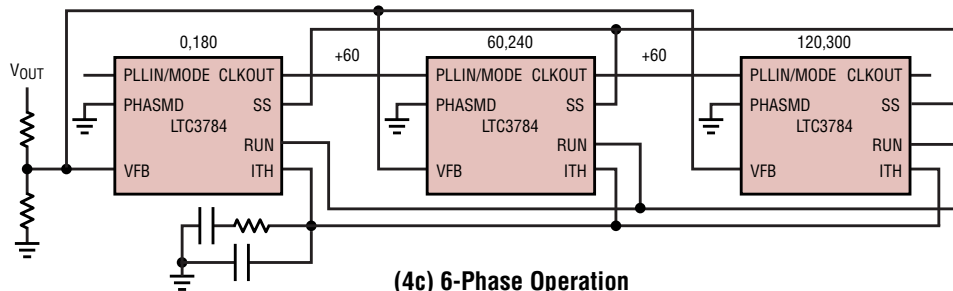 0,180
60,240
120,300
+60
+60
VOUT
PLLIN/MODE CLKOUT
PHASMD SS
LTC3784
RUN
VFB ITH
PLLIN/MODE CLKOUT
PHASMD SS
LTC3784
RUN
VFB ITH
PLLIN/MODE CLKOUT
PHASMD SS
LTC3784
RUN
VFB ITH
(4c) 6-Phase Operation